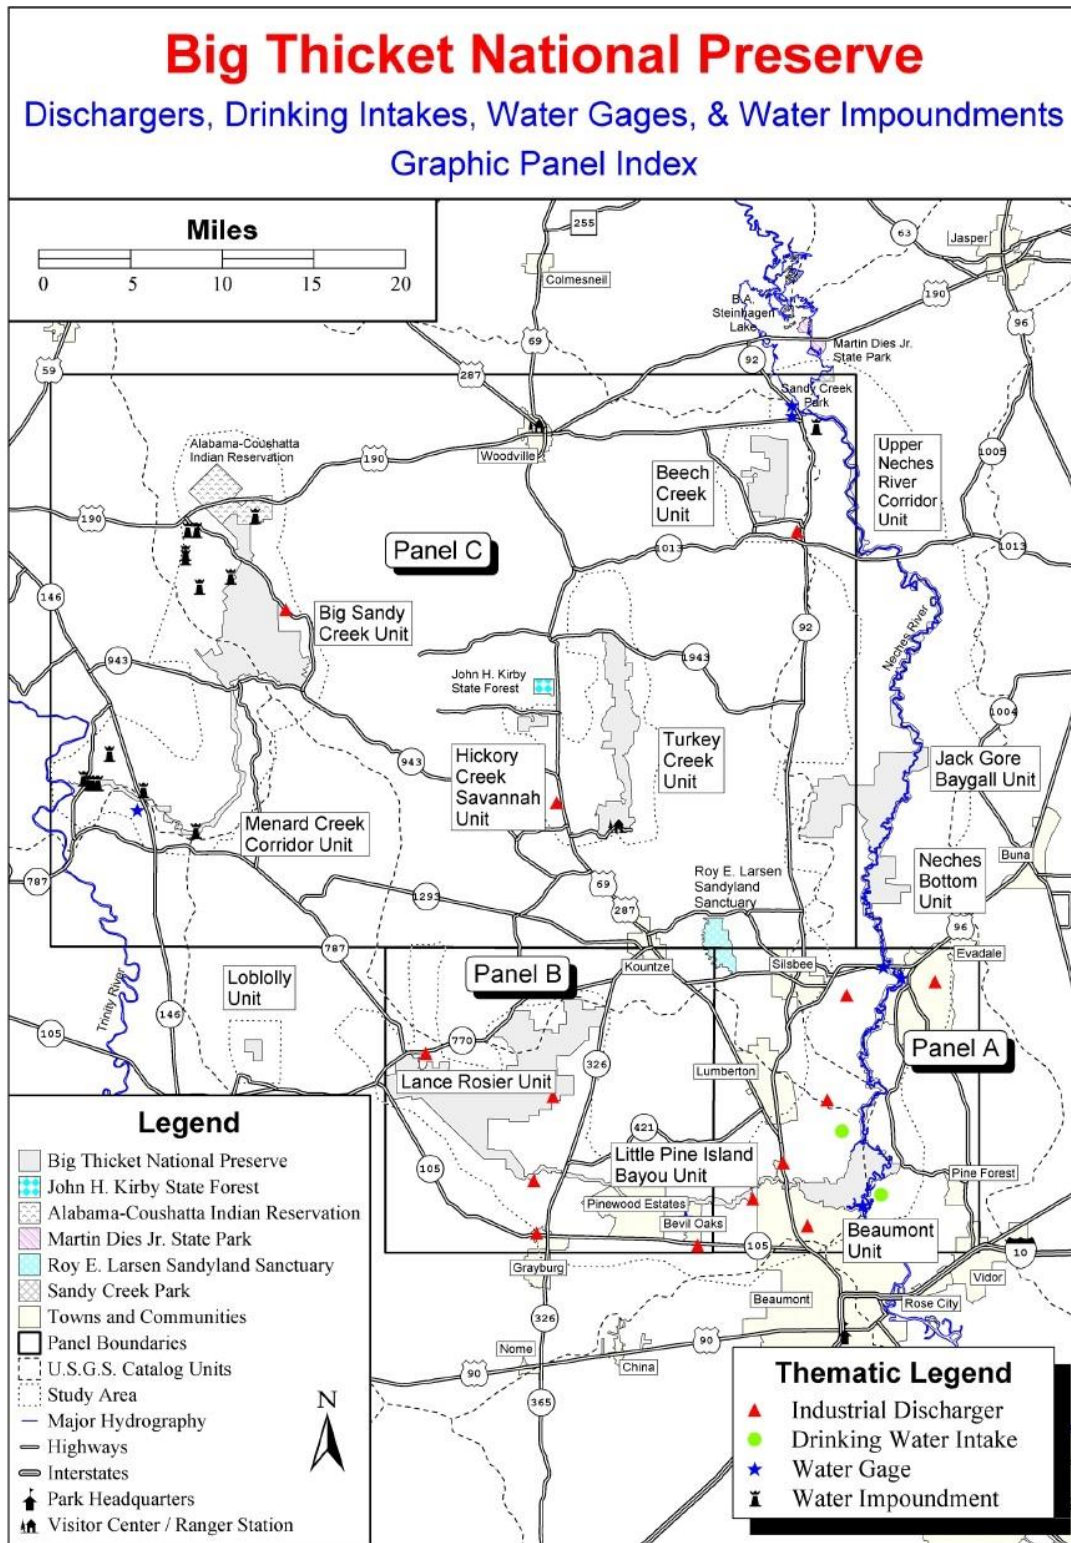 Big Thicket National Preserve
Dischargers, Drinking Intakes, Water Gages, & Water Impoundments
Graphic Panel Index
Miles
0 5 10 15 20
255
63
Jasper
Colmesneil
190
B.A.
Steinhagen
Lake
96
69
Martin Dies Jr.
State Park
92
59
287
Sandy Creek
Park
Alabama-Coushatta
Indian Reservation
190
Woodville
Beech
Creek
Unit
Upper
Neches
River
Corridor
Unit
1005
190
Panel C
1013
1013
146
Big Sandy
Creek Unit
92
Neches River
943
John H. Kirby
State Forest
1943
1004
943
Hickory
Creek
Savannah
Unit
Turkey
Creek
Unit
Jack Gore
Baygall Unit
Menard Creek
Corridor Unit
Buna
787
1293
69
287
Roy E. Larsen
Sandyland
Sanctuary
Neches
Bottom
Unit
96
787
Loblolly
Unit
Panel B
Kountze
Silsbee
Evadale
Trinity River
146
105
770
326
Panel A
Lance Rosier Unit
Lumberton
421
105
Little Pine Island
Bayou Unit
Pine Forest
Pinewood Estates
Bevil Oaks
105
Beaumont
Unit
10
Grayburg
Vidor
Beaumont
Rose City
326
Nome
90
90
China
365
Legend
Big Thicket National Preserve
John H. Kirby State Forest
Alabama-Coushatta Indian Reservation
Martin Dies Jr. State Park
Roy E. Larsen Sandyland Sanctuary
Sandy Creek Park
Towns and Communities
Panel Boundaries
U.S.G.S. Catalog Units
Study Area
Major Hydrography
Highways
Interstates
Park Headquarters
Visitor Center / Ranger Station
N
Thematic Legend
Industrial Discharger
Drinking Water Intake
Water Gage
Water Impoundment